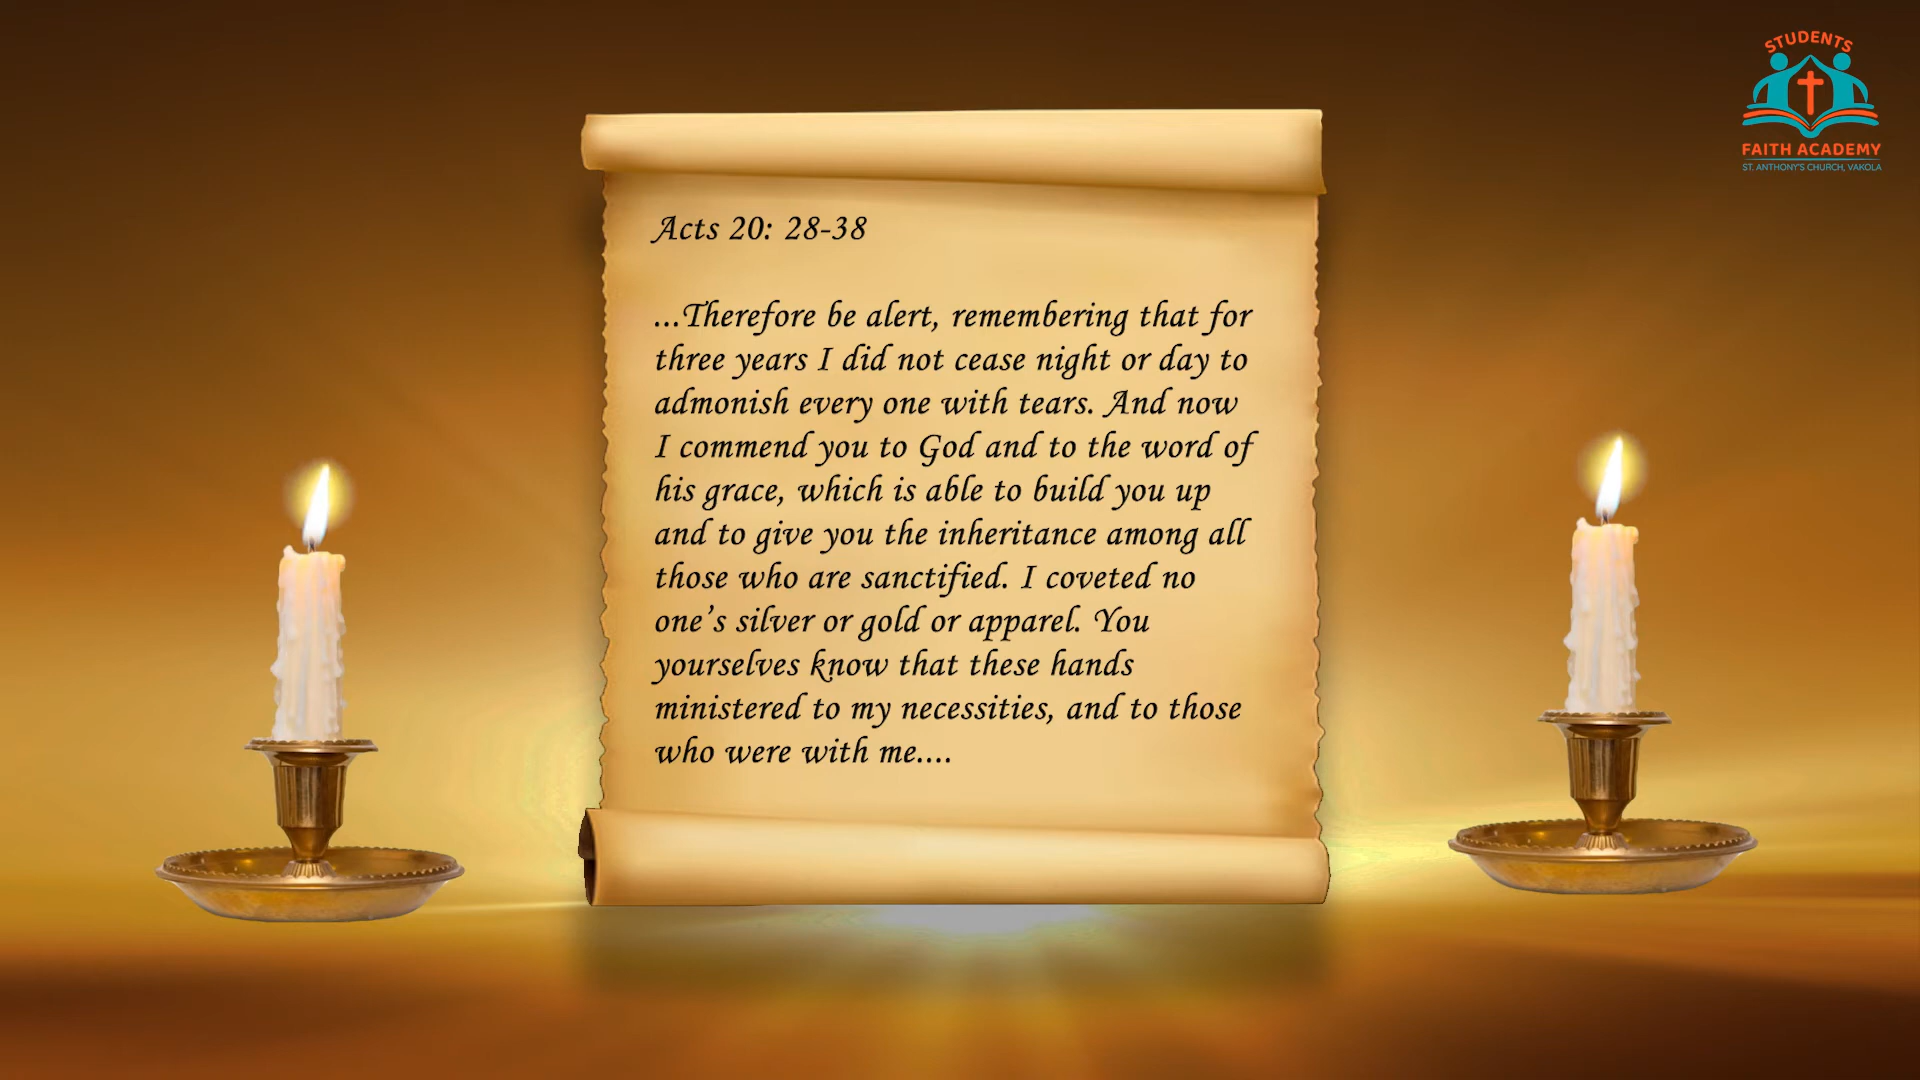 STUDENTS
FAITH ACADEMY
ST. ANTHONY'S CHURCH, VAKOLA
Acts 20: 28-38
...Therefore be alert, remembering that for
three years I did not cease night or day to
admonish every one with tears. And now
I commend you to God and to the word of
his grace, which is able to build you up
and to give you the inheritance among all
those who are sanctified. I coveted no
one’s silver or gold or apparel. You
yourselves know that these hands
ministered to my necessities, and to those
who were with me....